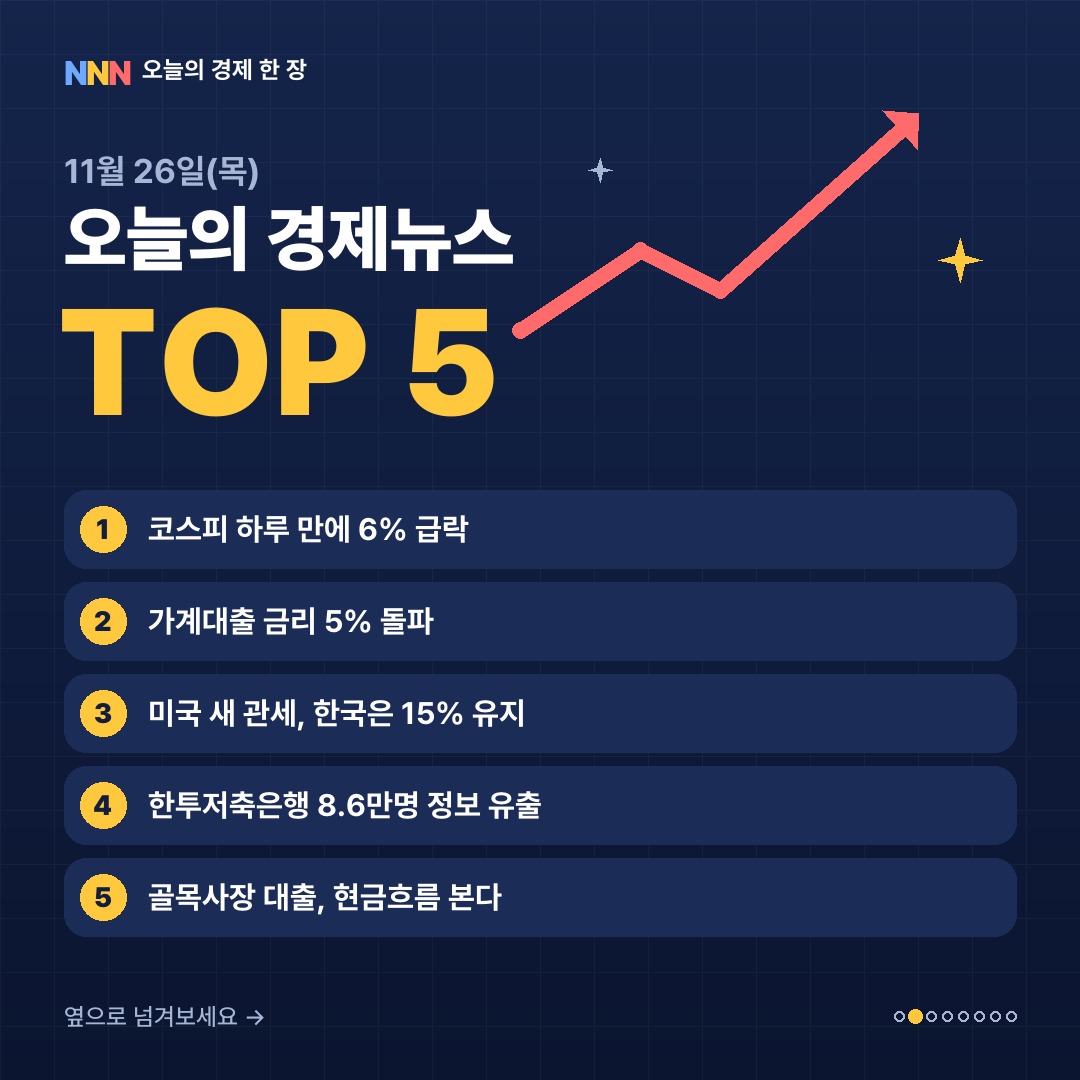 NNN 오늘의 경제 한 장
11월 26일(목)
오늘의 경제뉴스
TOP 5
1 코스피 하루 만에 6% 급락
2 가계대출 금리 5% 돌파
3 미국 새 관세, 한국은 15% 유지
4 한투저축은행 8.6만명 정보 유출
5 골목사장 대출, 현금흐름 본다
옆으로 넘겨보세요 →